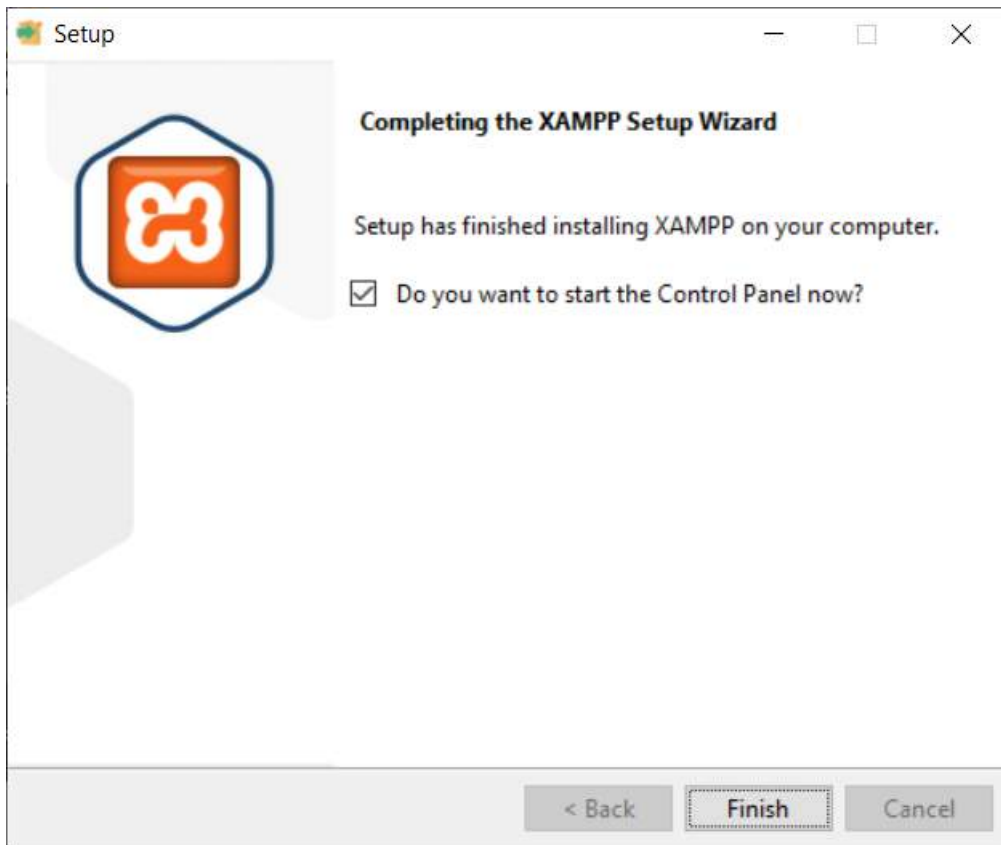 Setup
Completing the XAMPP Setup Wizard
Setup has finished installing XAMPP on your computer.
Do you want to start the Control Panel now?
< Back
Finish
Cancel